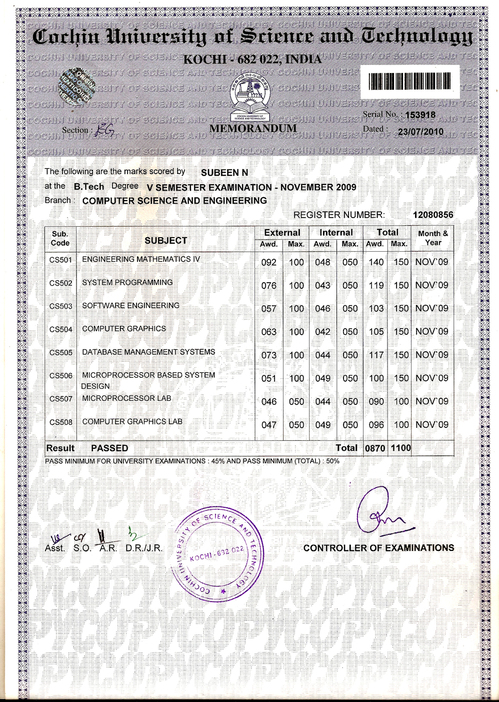 Cochin University of Science and Technology
KOCHI - 682 022, INDIA
Serial No. : 153918
Section :
MEMORANDUM
Dated : 23/07/2010
The following are the marks scored by SUBEEN N
at the B.Tech Degree V SEMESTER EXAMINATION - NOVEMBER 2009
Branch : COMPUTER SCIENCE AND ENGINEERING
REGISTER NUMBER: 12080856
Sub. Code SUBJECT External Internal Total Month & Year
Awd. Max. Awd. Max. Awd. Max.
CS501 ENGINEERING MATHEMATICS IV 092 100 048 050 140 150 NOV'09
CS502 SYSTEM PROGRAMMING 076 100 043 050 119 150 NOV'09
CS503 SOFTWARE ENGINEERING 057 100 046 050 103 150 NOV'09
CS504 COMPUTER GRAPHICS 063 100 042 050 105 150 NOV'09
CS505 DATABASE MANAGEMENT SYSTEMS 073 100 044 050 117 150 NOV'09
CS506 MICROPROCESSOR BASED SYSTEM DESIGN 051 100 049 050 100 150 NOV'09
CS507 MICROPROCESSOR LAB 046 050 044 050 090 100 NOV'09
CS508 COMPUTER GRAPHICS LAB 047 050 049 050 096 100 NOV'09
Result PASSED Total 0870 1100
PASS MINIMUM FOR UNIVERSITY EXAMINATIONS : 45% AND PASS MINIMUM (TOTAL) : 50%
COCHIN UNIVERSITY OF SCIENCE AND TECHNOLOGY
KOCHI - 682 022
Asst. S.O. A.R. D.R./J.R.
CONTROLLER OF EXAMINATIONS